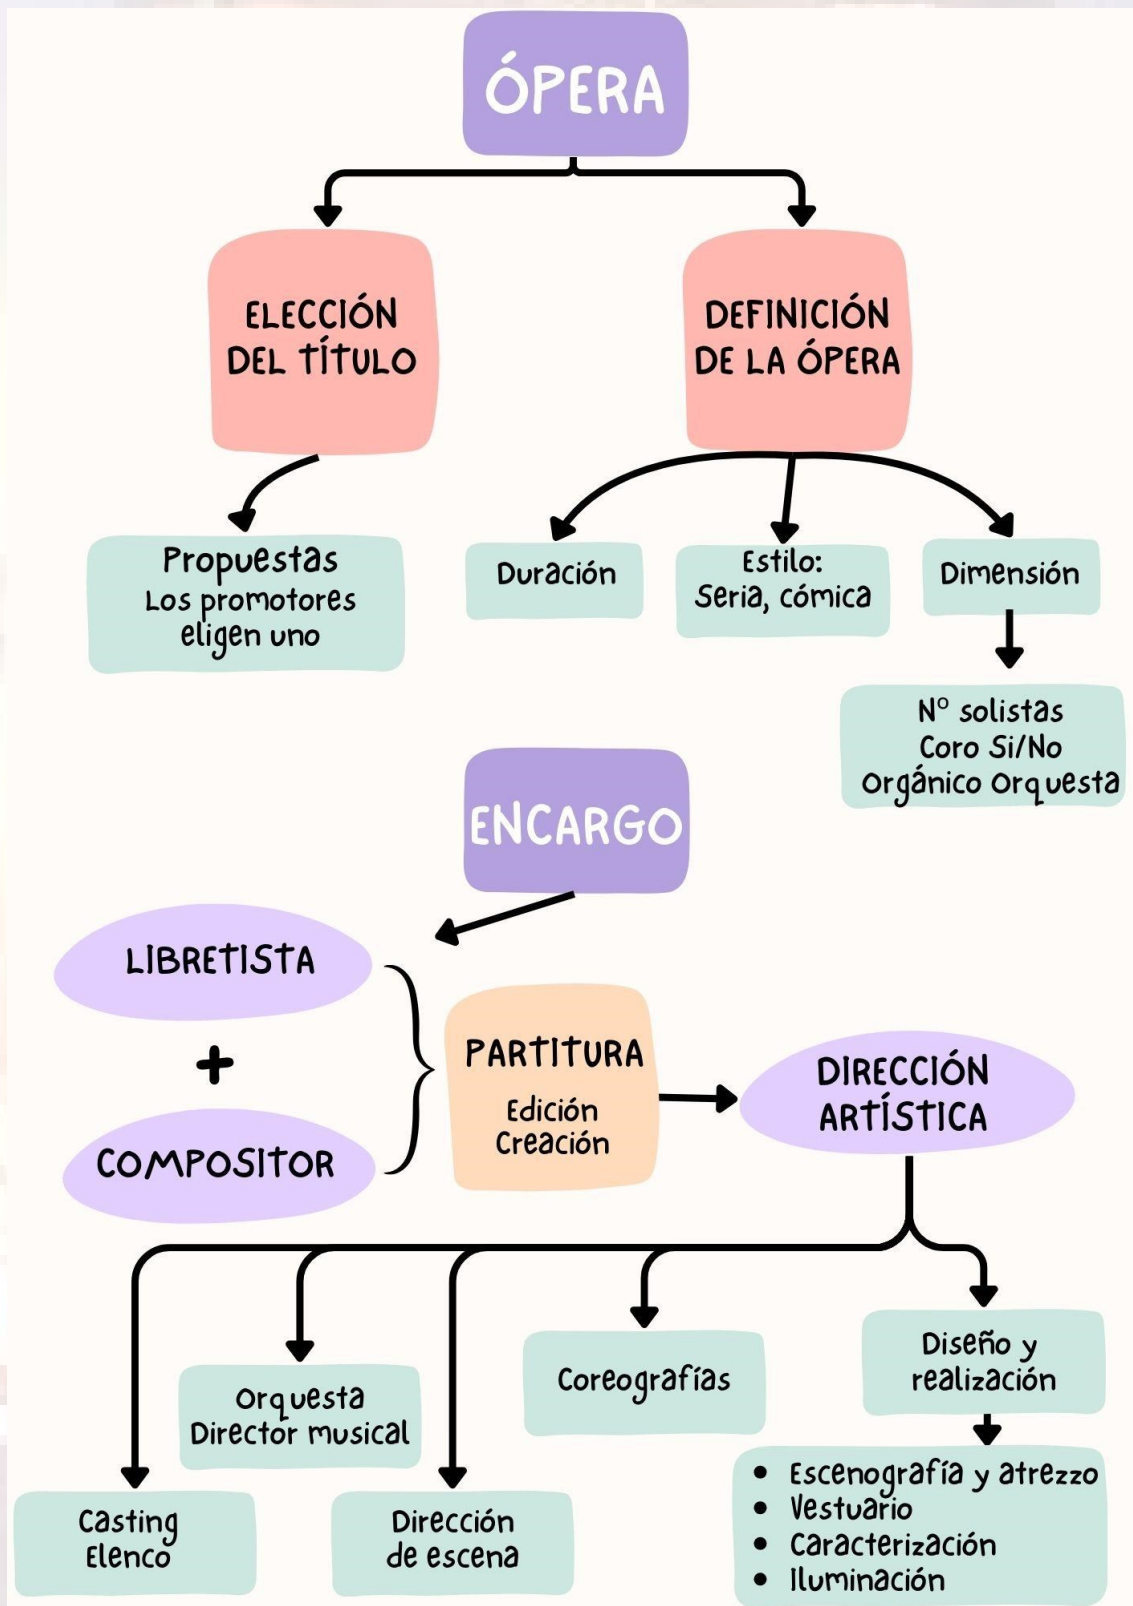 ÓPERA
ELECCIÓN
DEL TÍTULO
DEFINICIÓN
DE LA ÓPERA
Propuestas
Los promotores
eligen uno
Duración
Estilo:
Seria, cómica
Dimensión
Nº solistas
Coro Si/No
Orgánico Orquesta
ENCARGO
LIBRETISTA
+
COMPOSITOR
PARTITURA
Edición
Creación
DIRECCIÓN
ARTÍSTICA
Casting
Elenco
Orquesta
Director musical
Dirección
de escena
Coreografías
Diseño y
realización
• Escenografía y atrezzo
• Vestuario
• Caracterización
• Iluminación